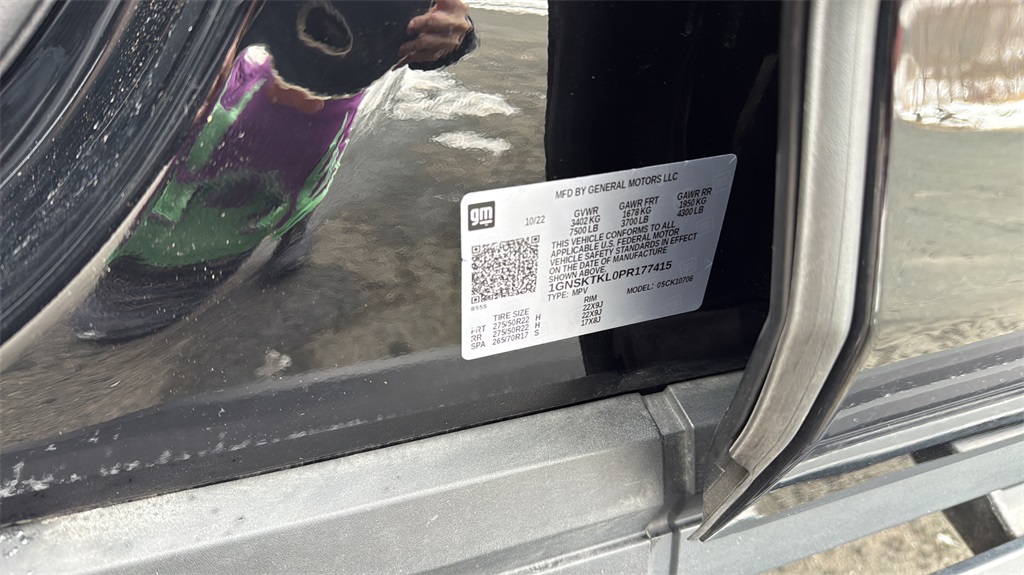 MFD BY GENERAL MOTORS LLC
gm
10/22
GVWR GAWR FRT GAWR RR
3402 KG 1678 KG 1950 KG
7500 LB 3700 LB 4300 LB
THIS VEHICLE CONFORMS TO ALL
APPLICABLE U.S. FEDERAL MOTOR
VEHICLE SAFETY STANDARDS IN EFFECT
ON THE DATE OF MANUFACTURE
SHOWN ABOVE.
1GNSKTKL0PR177415
TYPE: MPV MODEL: 05CK10706
8556
TIRE SIZE RIM
FRT 275/50R22 H 22X9J
RR 275/50R22 H 22X9J
SPA 265/70R17 S 17X8J